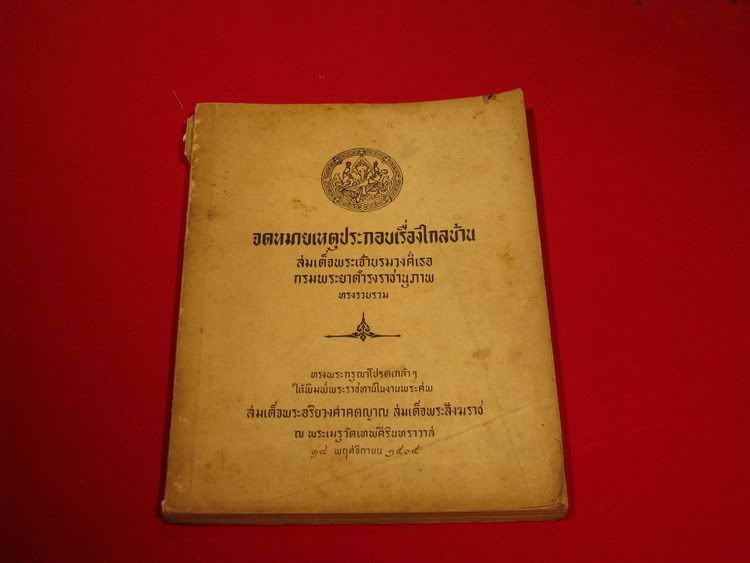 จดหมายเหตุประกอบเรื่องไกลบ้าน
สมเด็จพระเจ้าบรมวงศ์เธอ
กรมพระยาดำรงราชานุภาพ
ทรงรวบรวม
ทรงพระกรุณาโปรดเกล้าฯ
ให้พิมพ์พระราชทานในงานพระศพ
สมเด็จพระอริยวงศาคตญาณ สมเด็จพระสังฆราช
ณ พระเมรุวัดเทพศิรินทราวาส
๑๘ พฤศจิกายน ๒๕๐๕